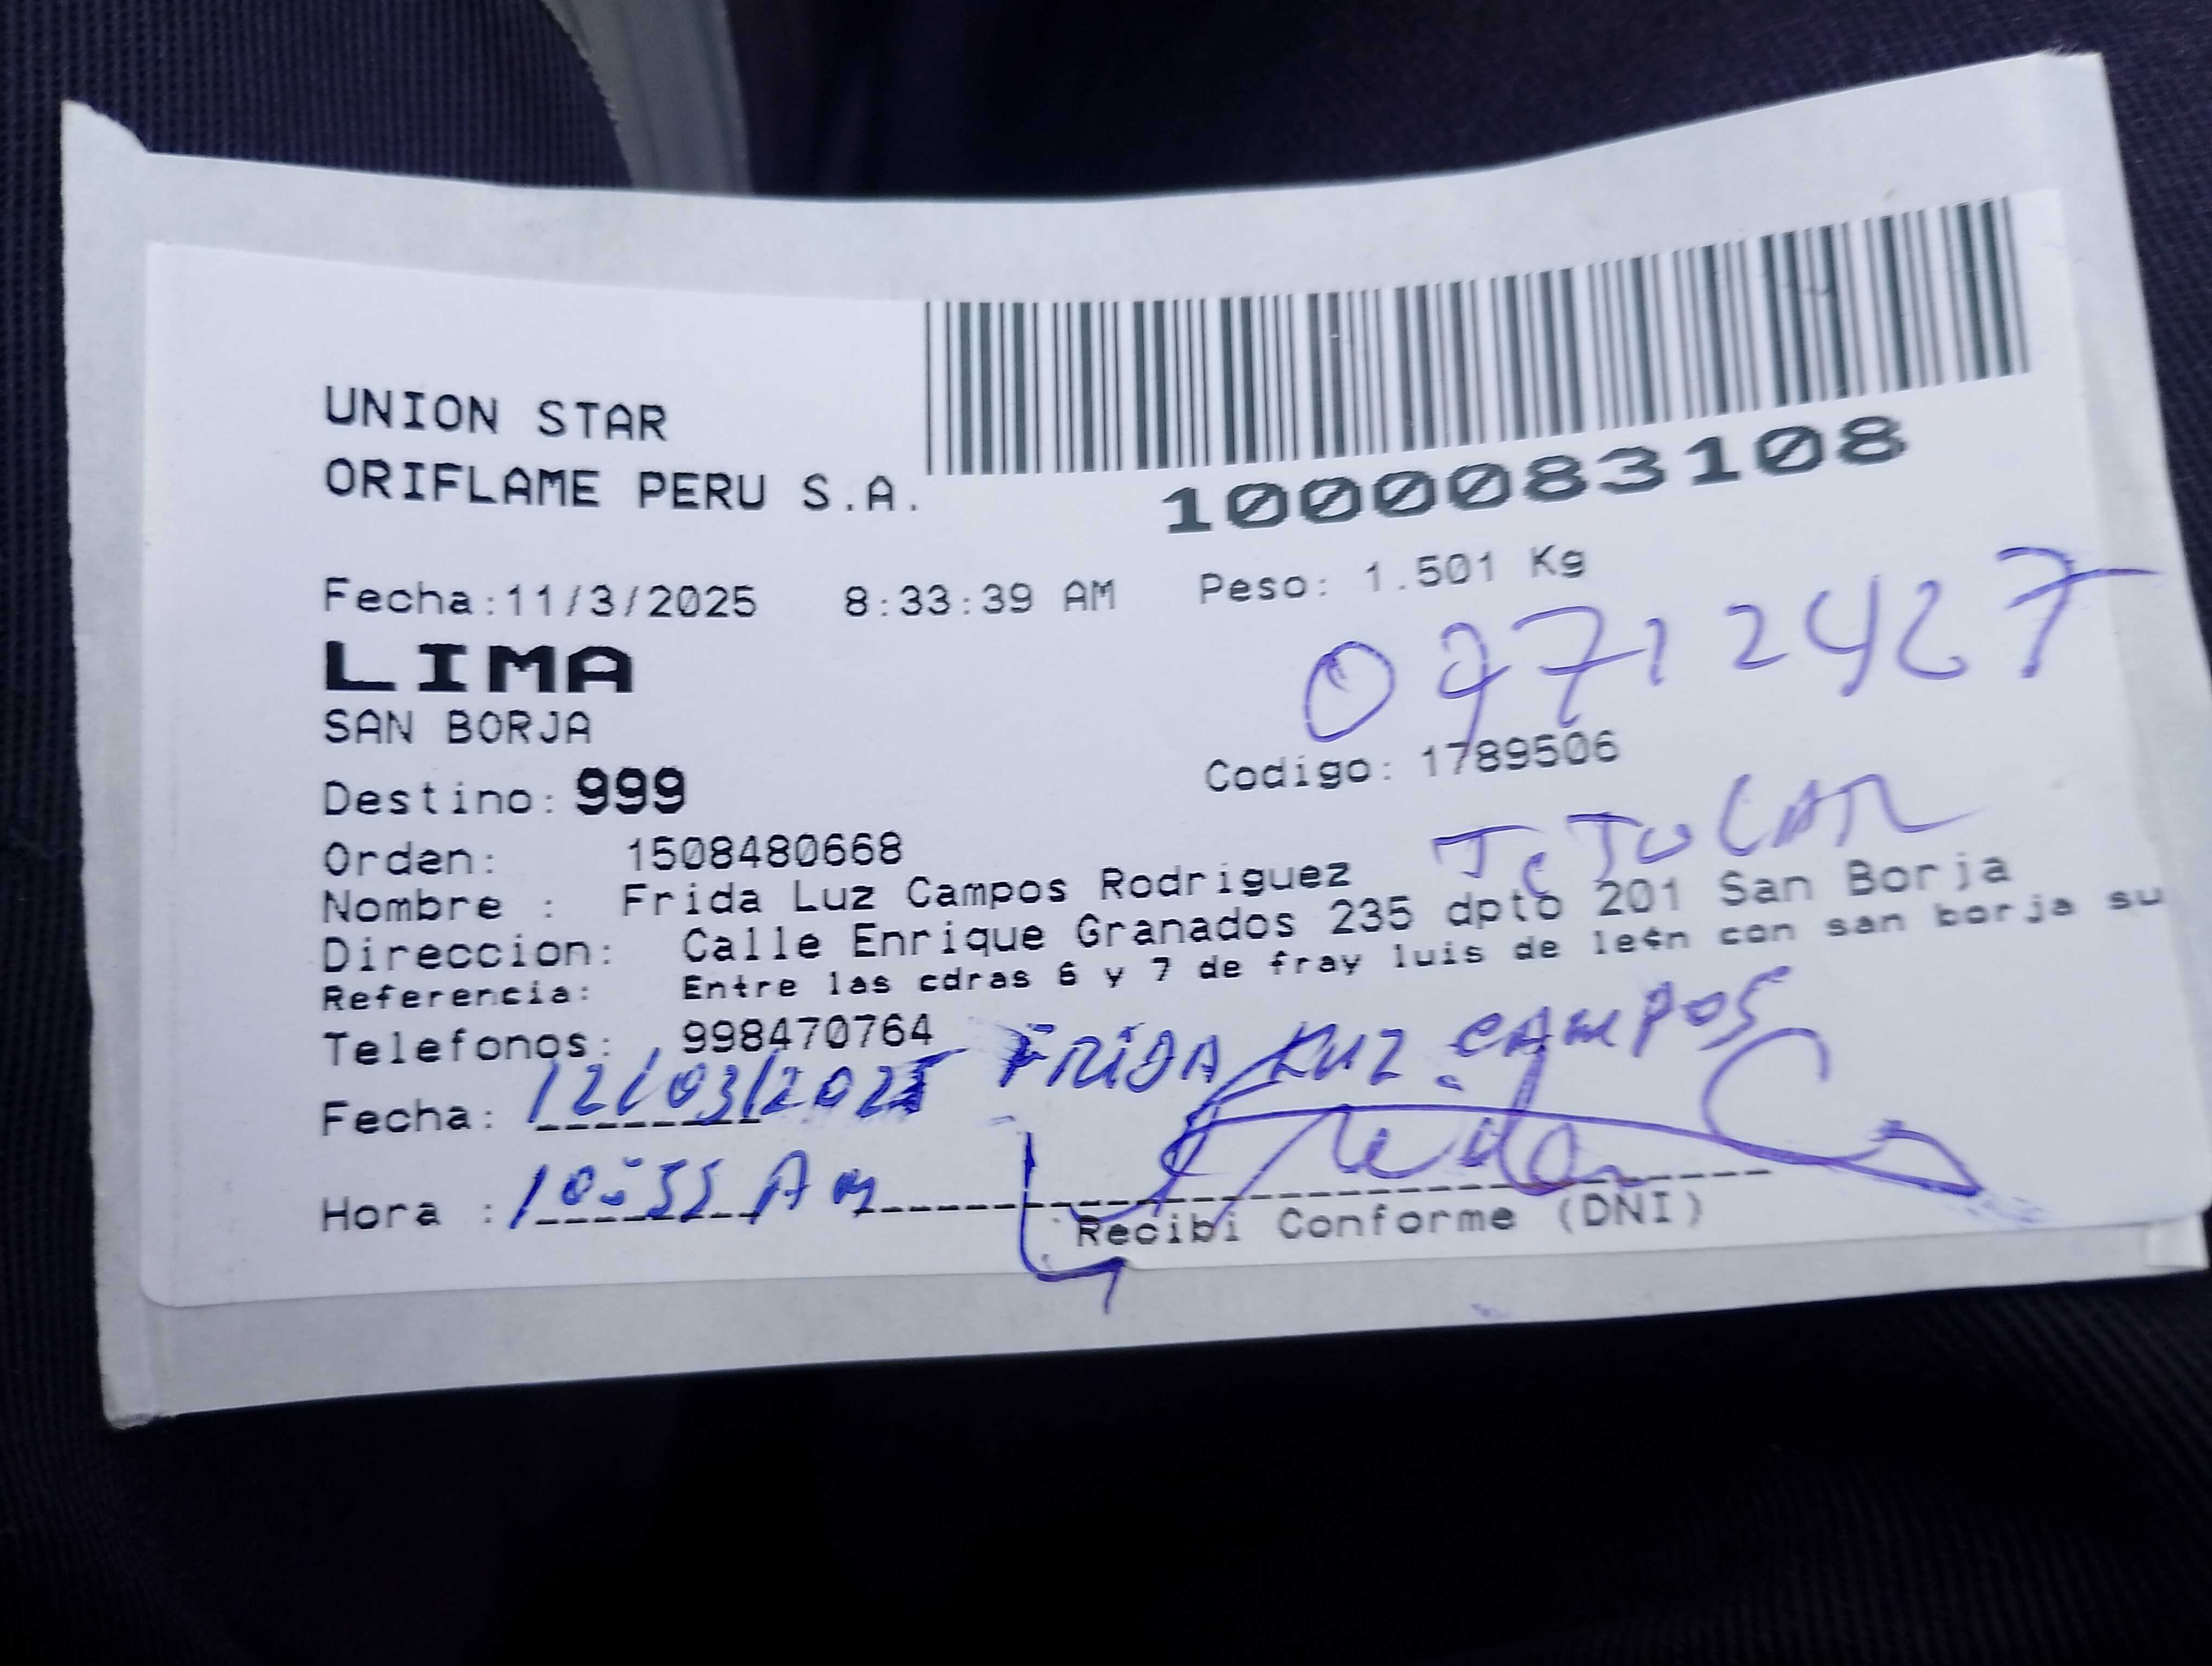 UNION STAR
ORIFLAME PERU S.A.
1000083108
Fecha:11/3/2025 8:33:39 AM Peso: 1.501 Kg
LIMA
09712427
SAN BORJA
Destino: 999 Codigo: 1789506
Orden: 1508480668
TiTULAR
Nombre : Frida Luz Campos Rodriguez
Direccion: Calle Enrique Granados 235 dpto 201 San Borja
Referencia: Entre las cdras 6 y 7 de fray luis de le¢n con san borja su
Telefonos: 998470764
FRIDA LUZ CAMPOS
Fecha: 12/03/2025
Frida C
Hora : 10:55 Am
Recibi Conforme (DNI)